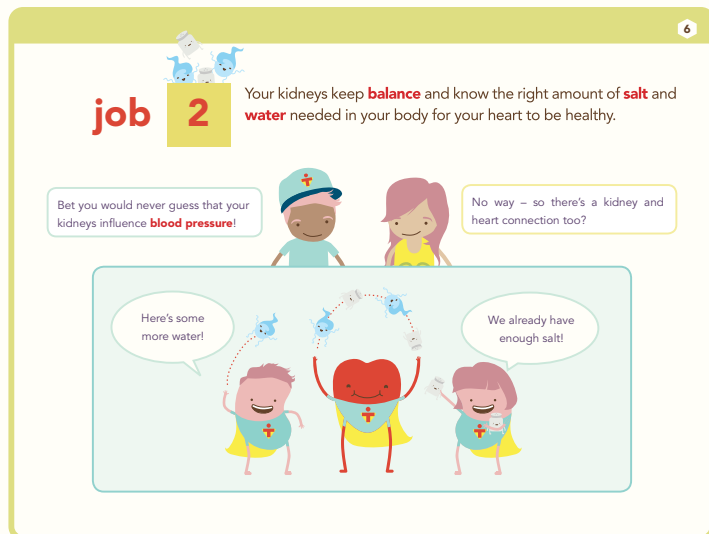 6
job 2
Your kidneys keep balance and know the right amount of salt and
water needed in your body for your heart to be healthy.
Bet you would never guess that your
kidneys influence blood pressure!
No way – so there's a kidney and
heart connection too?
Here's some
more water!
We already have
enough salt!